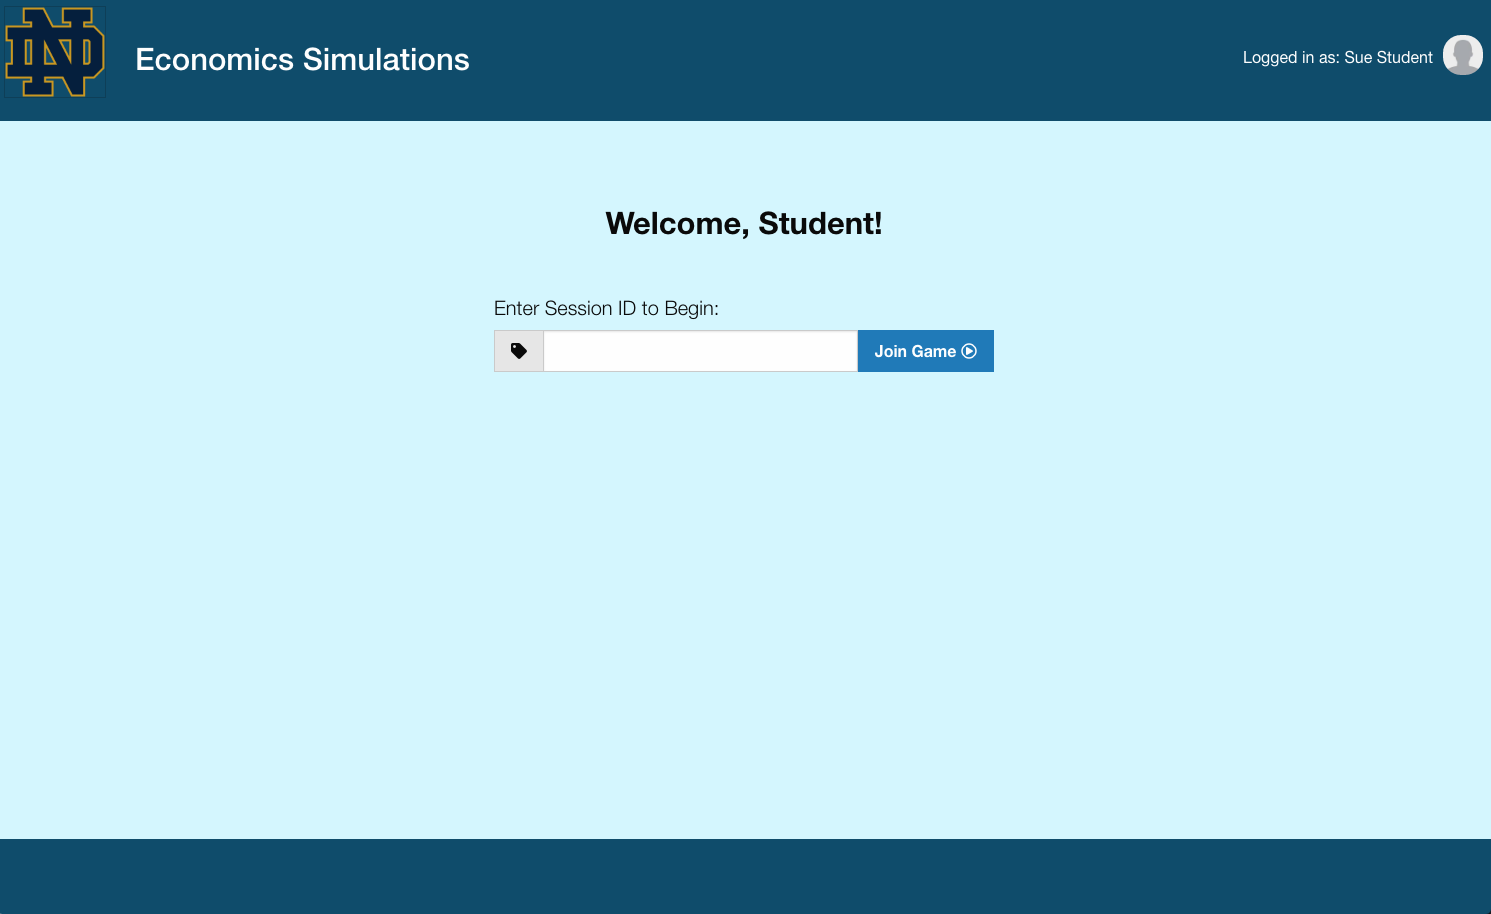 ND
Economics Simulations
Logged in as: Sue Student
Welcome, Student!
Enter Session ID to Begin:
Join Game